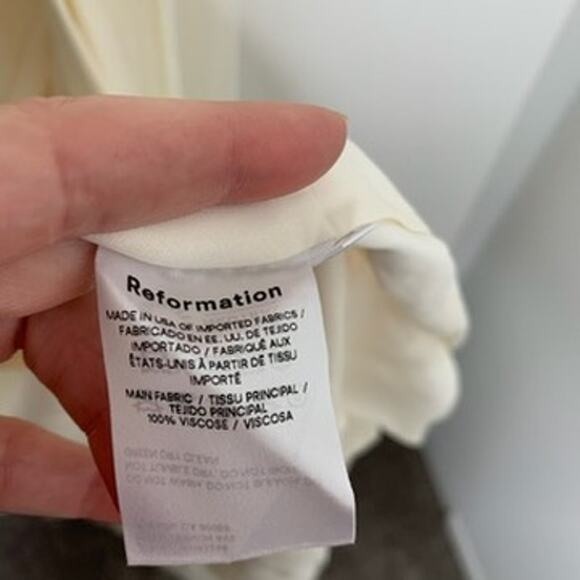 Reformation
MADE IN USA OF IMPORTED FABRICS /
FABRICADO EN EE. UU. DE TEJIDO
IMPORTADO / FABRIQUÉ AUX
ÉTATS-UNIS À PARTIR DE TISSU
IMPORTÉ
MAIN FABRIC / TISSU PRINCIPAL /
TEJIDO PRINCIPAL
100% VISCOSE / VISCOSA